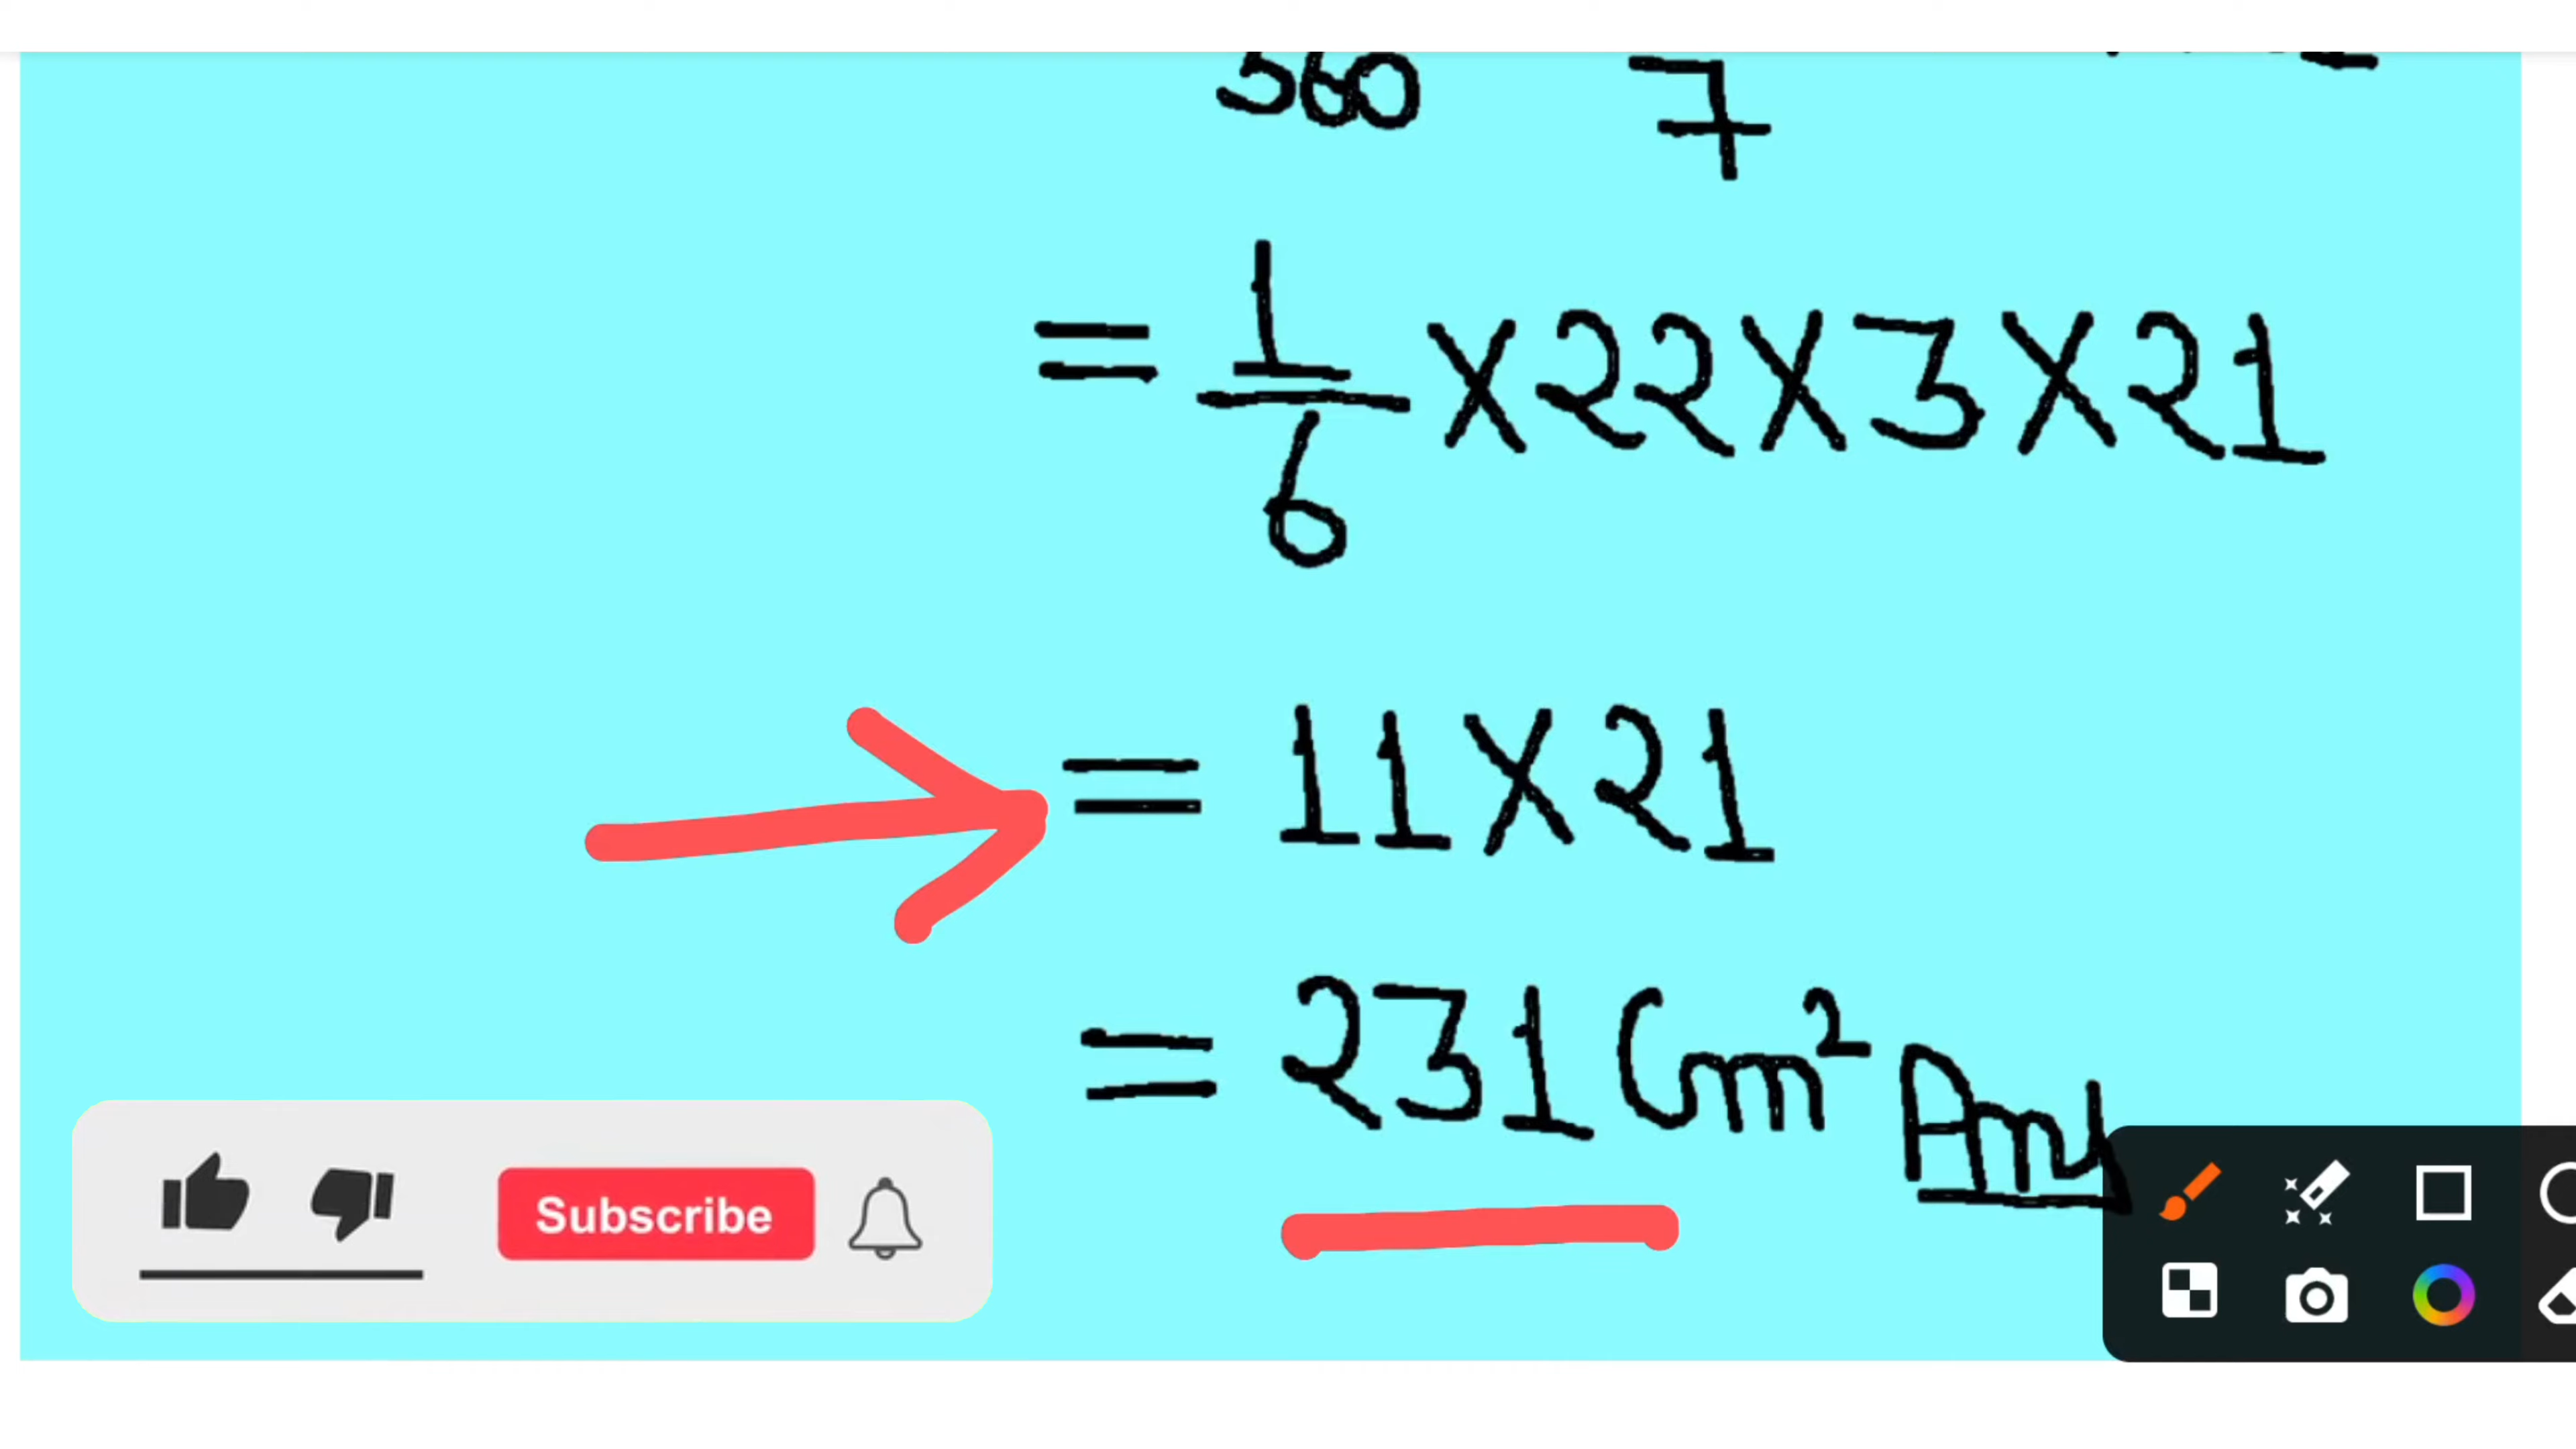 360 7
= 1/6 X 22 X 3 X 21
= 11 X 21
= 231 Cm² Ans
Subscribe